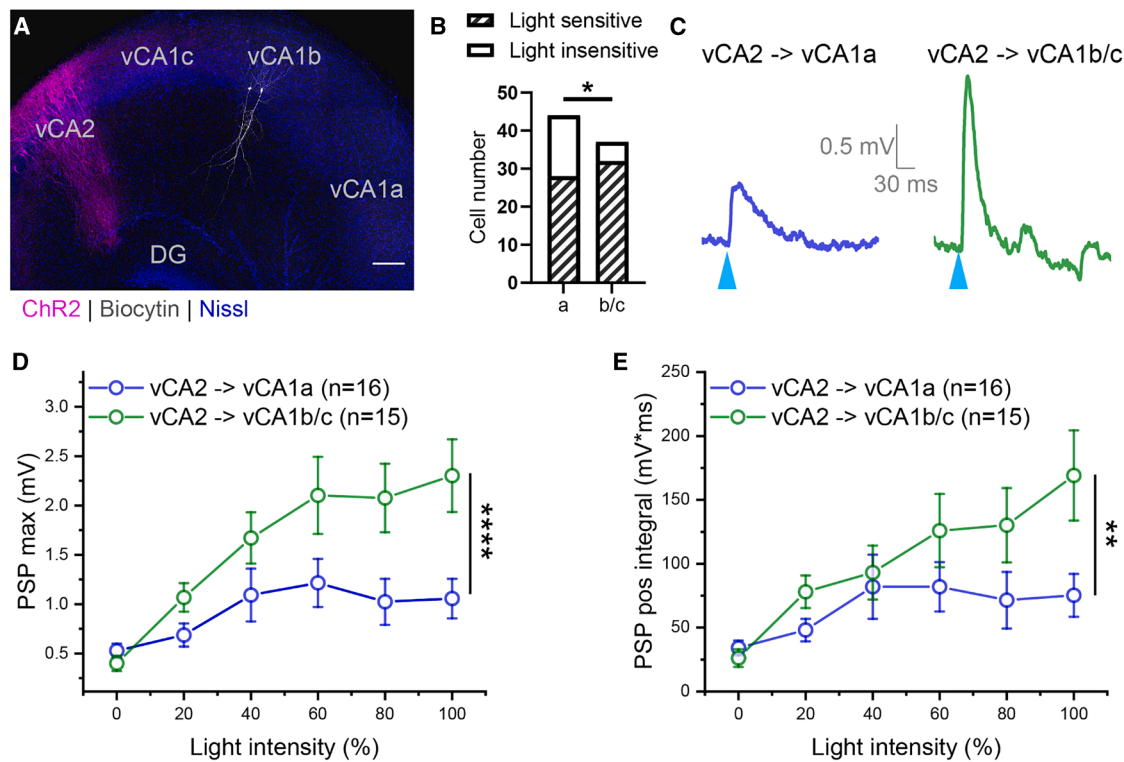 A
vCA1c
vCA1b
vCA2
vCA1a
DG
ChR2 | Biocytin | Nissl
B
Light sensitive
Light insensitive
*
50
40
30
20
10
0
Cell number
a
b/c
C
vCA2 -> vCA1a
vCA2 -> vCA1b/c
0.5 mV
30 ms
D
vCA2 -> vCA1a (n=16)
vCA2 -> vCA1b/c (n=15)
3.0
2.5
2.0
1.5
1.0
0.5
PSP max (mV)
****
0 20 40 60 80 100
Light intensity (%)
E
vCA2 -> vCA1a (n=16)
vCA2 -> vCA1b/c (n=15)
250
200
150
100
50
0
PSP pos integral (mV*ms)
**
0 20 40 60 80 100
Light intensity (%)